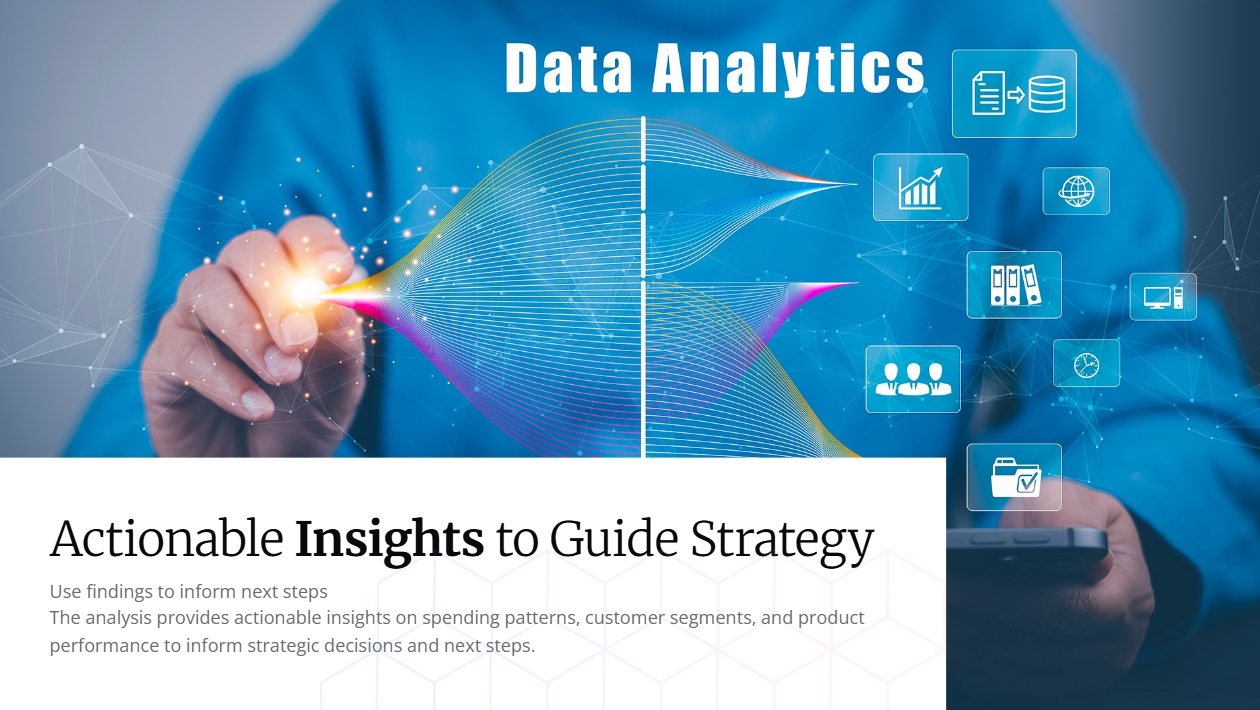 Data Analytics
Actionable Insights to Guide Strategy
Use findings to inform next steps
The analysis provides actionable insights on spending patterns, customer segments, and product
performance to inform strategic decisions and next steps.